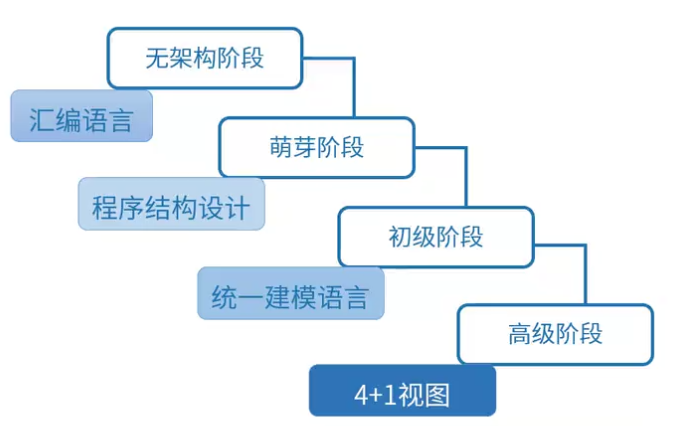 无架构阶段
汇编语言
萌芽阶段
程序结构设计
初级阶段
统一建模语言
高级阶段
4+1视图